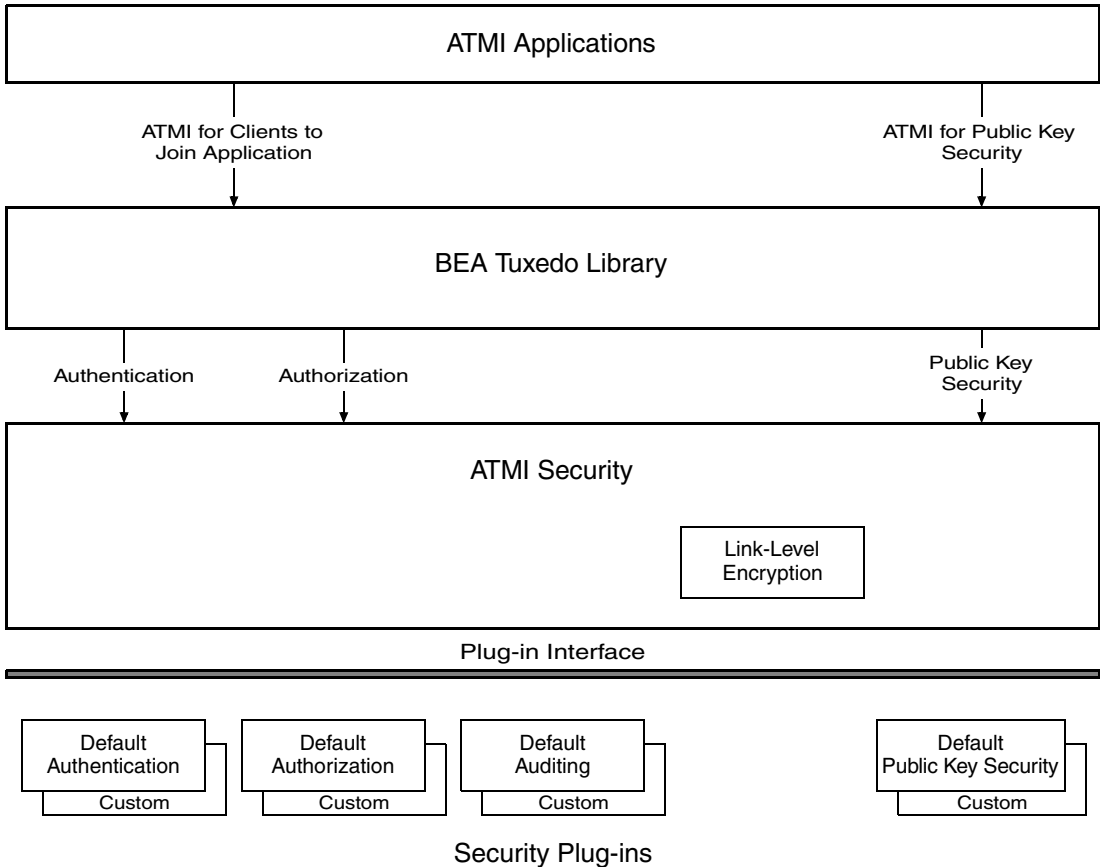 ATMI Applications
ATMI for Clients to
Join Application
ATMI for Public Key
Security
BEA Tuxedo Library
Authentication
Authorization
Public Key
Security
ATMI Security
Link-Level
Encryption
Plug-in Interface
Default
Authentication
Custom
Default
Authorization
Custom
Default
Auditing
Custom
Default
Public Key Security
Custom
Security Plug-ins